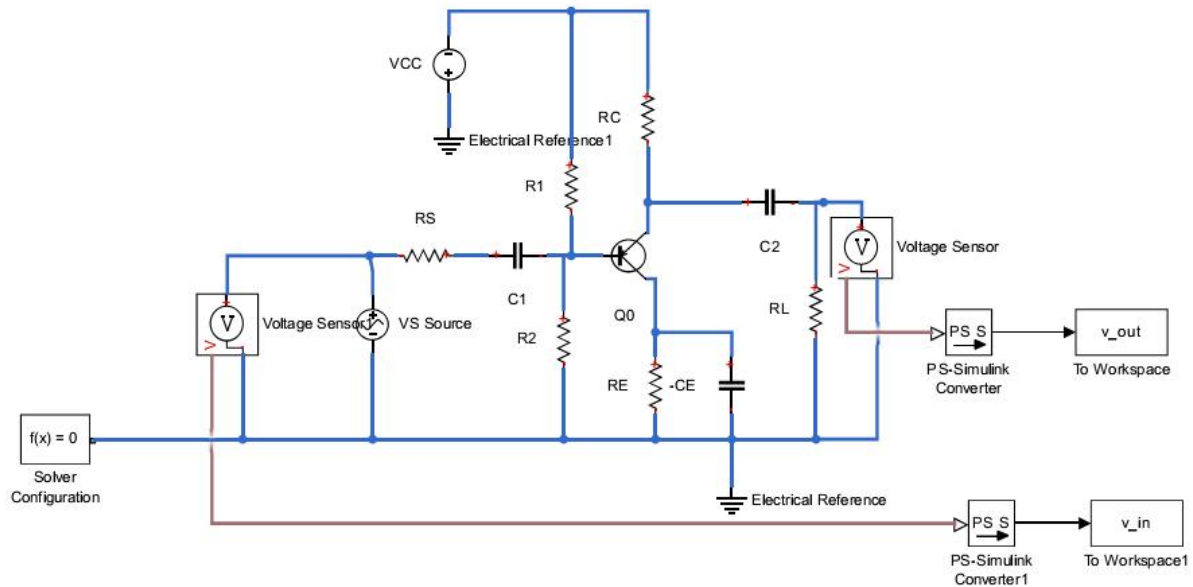 VCC
RC
Electrical Reference1
R1
RS
C2
Voltage Sensor
V
V
C1
Voltage Sensor1
VS Source
V
V
R2
Q0
RL
RE
-CE
PS S
v_out
PS-Simulink
Converter
To Workspace
f(x) = 0
Solver
Configuration
Electrical Reference
PS S
v_in
PS-Simulink
Converter1
To Workspace1